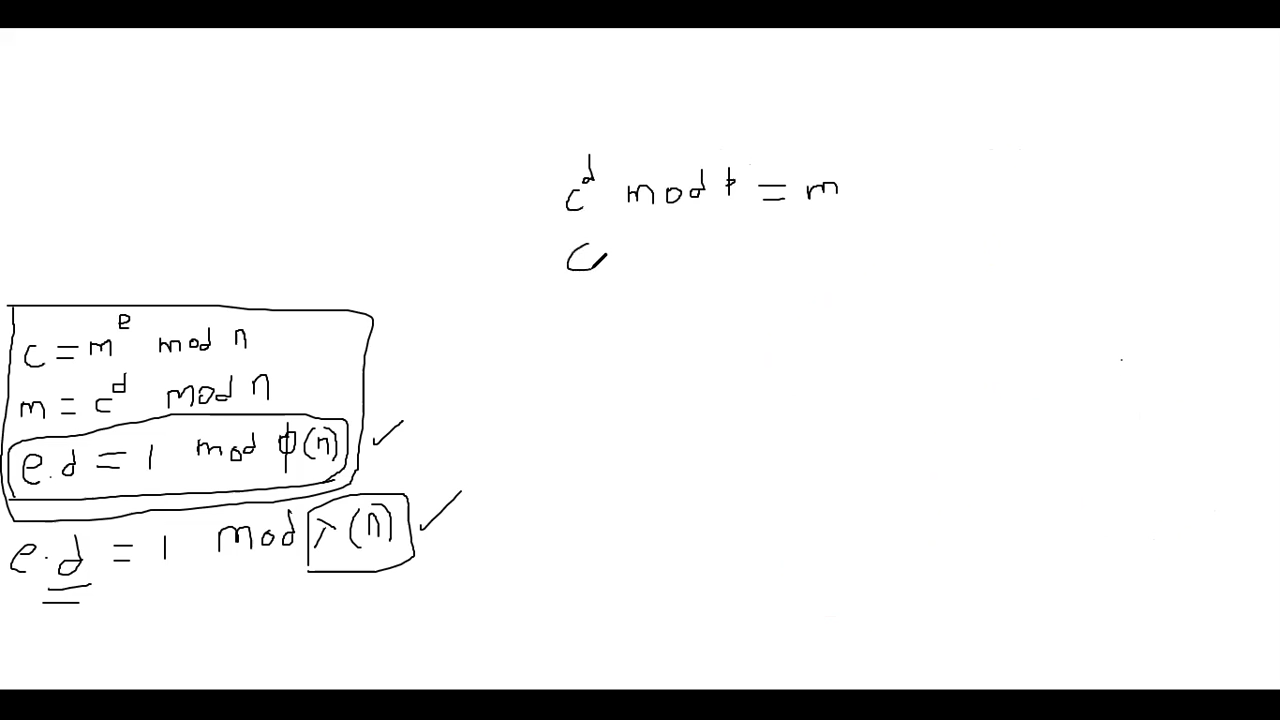 c^d mod p = m
c
c = m^e mod n
m = c^d mod n
e.d = 1 mod ϕ(n)
e.d = 1 mod λ(n)